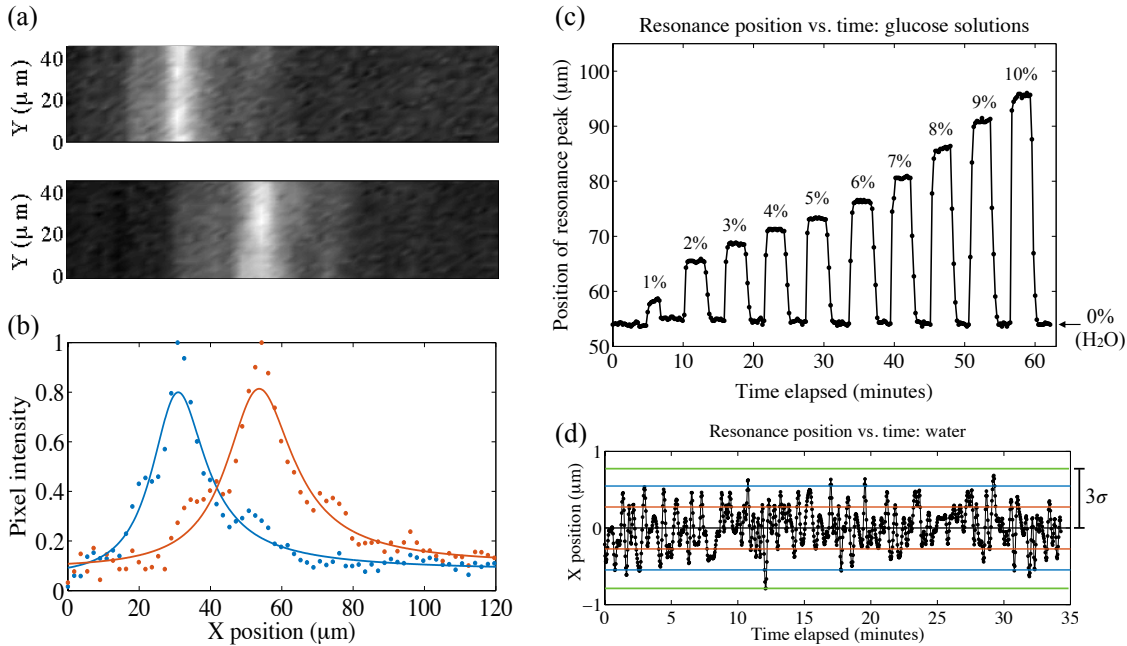 (a)
Y (μ m)
40
20
0
Y (μ m)
40
20
0
(b)
Pixel intensity
1
0.8
0.6
0.4
0.2
0
0 20 40 60 80 100 120
X position (μm)
(c)
Resonance position vs. time: glucose solutions
Position of resonance peak (μm)
100
90
80
70
60
50
1%
2%
3%
4%
5%
6%
7%
8%
9%
10%
0%
(H2O)
0 10 20 30 40 50 60
Time elapsed (minutes)
(d)
Resonance position vs. time: water
X position (μm)
1
0
−1
3σ
0 5 10 15 20 25 30 35
Time elapsed (minutes)